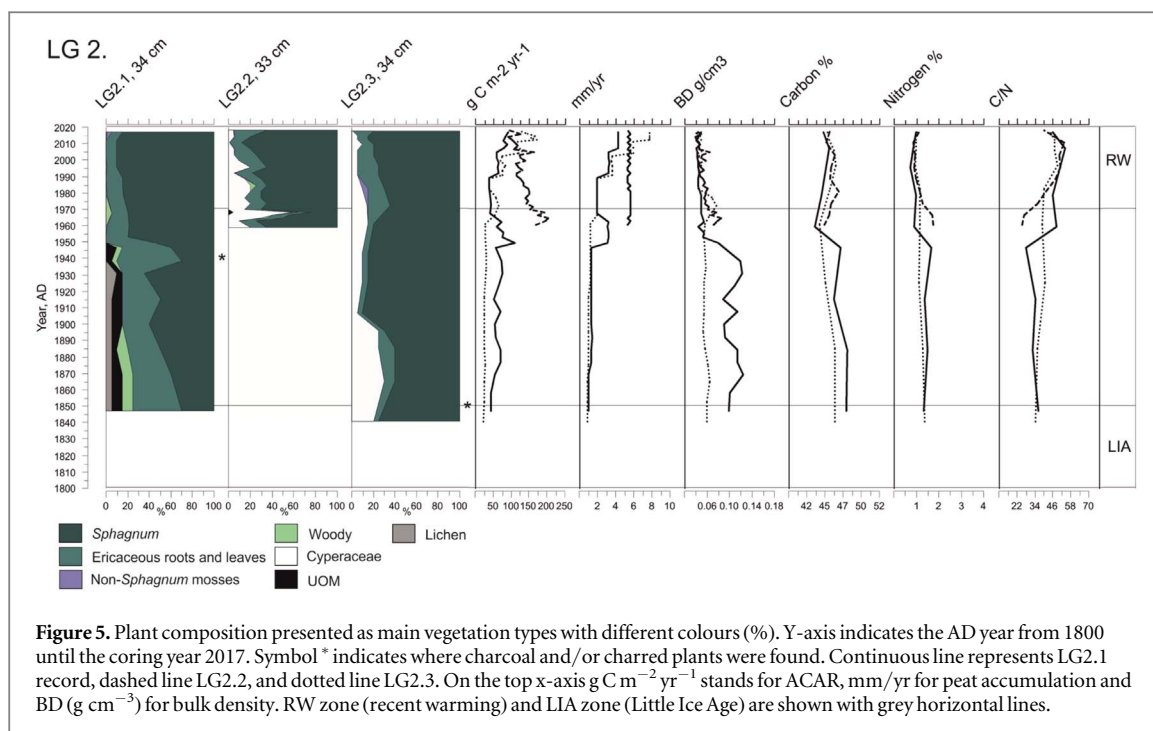 LG 2.
LG2.1, 34 cm
LG2.2, 33 cm
LG2.3, 34 cm
g C m-2 yr-1
mm/yr
BD g/cm3
Carbon %
Nitrogen %
C/N
Year, AD
2020
2010
2000
1990
1980
1970
1960
1950
1940
1930
1920
1910
1900
1890
1880
1870
1860
1850
1840
1830
1820
1810
1800
*
*
RW
LIA
0 20 40 60 % 80 100
0 20 40 60 % 80 100
0 20 40 60 % 80 100
50 100 150 200 250
2 4 6 8 10
0.06 0.10 0.14 0.18
42 45 47 50 52
1 2 3 4
22 34 46 58 70
Sphagnum
Ericaceous roots and leaves
Non-Sphagnum mosses
Woody
Cyperaceae
UOM
Lichen
Figure 5. Plant composition presented as main vegetation types with different colours (%). Y-axis indicates the AD year from 1800
until the coring year 2017. Symbol * indicates where charcoal and/or charred plants were found. Continuous line represents LG2.1
record, dashed line LG2.2, and dotted line LG2.3. On the top x-axis g C m−2 yr−1 stands for ACAR, mm/yr for peat accumulation and
BD (g cm−3) for bulk density. RW zone (recent warming) and LIA zone (Little Ice Age) are shown with grey horizontal lines.